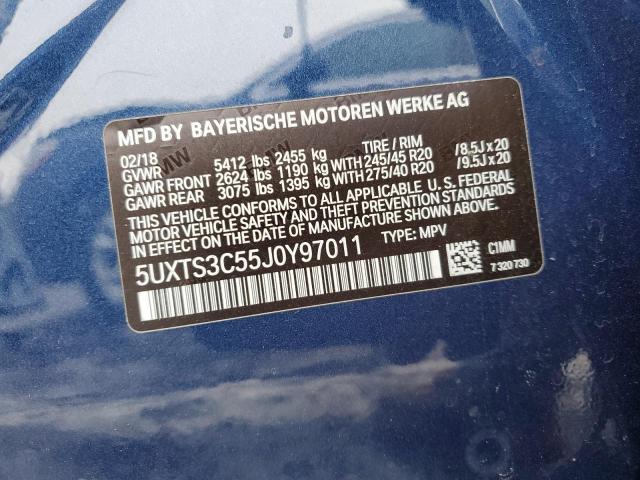 MFD BY BAYERISCHE MOTOREN WERKE AG
02/18 TIRE / RIM
GVWR 5412 lbs 2455 kg
GAWR FRONT 2624 lbs 1190 kg WITH 245/45 R20 /8.5J x 20
GAWR REAR 3075 lbs 1395 kg WITH 275/40 R20 /9.5J x 20
THIS VEHICLE CONFORMS TO ALL APPLICABLE U. S. FEDERAL
MOTOR VEHICLE SAFETY AND THEFT PREVENTION STANDARDS
IN EFFECT ON THE DATE OF MANUFACTURE SHOWN ABOVE.
5UXTS3C55J0Y97011 TYPE: MPV
C1MM
7 320 730